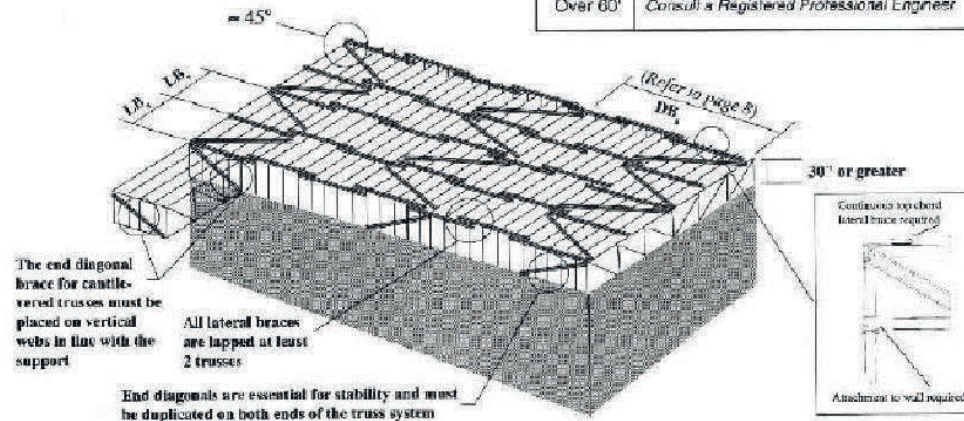 Over 60' Consult a Registered Professional Engineer
≈ 45°
LB
LB
(Refer to page 8)
DB
30" or greater
Continuous top chord
lateral brace required
The end diagonal
brace for cantile-
vered trusses must be
placed on vertical
webs in line with the
support
All lateral braces
are lapped at least
2 trusses
End diagonals are essential for stability and must
be duplicated on both ends of the truss system
Attachment to wall required